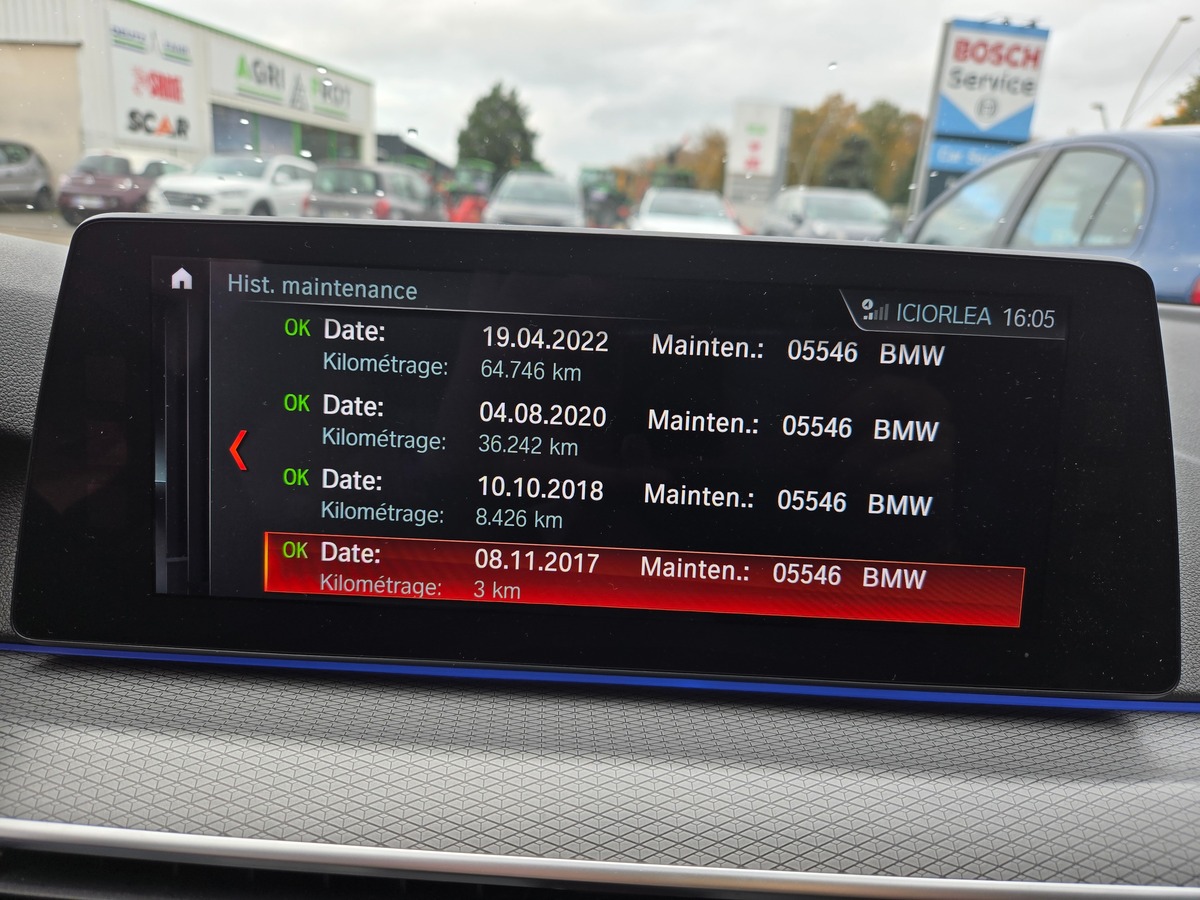 AGRI
SCAR
BOSCH
Service
Hist. maintenance
ICIORLEA 16:05
OK Date: 19.04.2022 Mainten.: 05546 BMW
Kilométrage: 64.746 km
OK Date: 04.08.2020 Mainten.: 05546 BMW
Kilométrage: 36.242 km
OK Date: 10.10.2018 Mainten.: 05546 BMW
Kilométrage: 8.426 km
OK Date: 08.11.2017 Mainten.: 05546 BMW
Kilométrage: 3 km